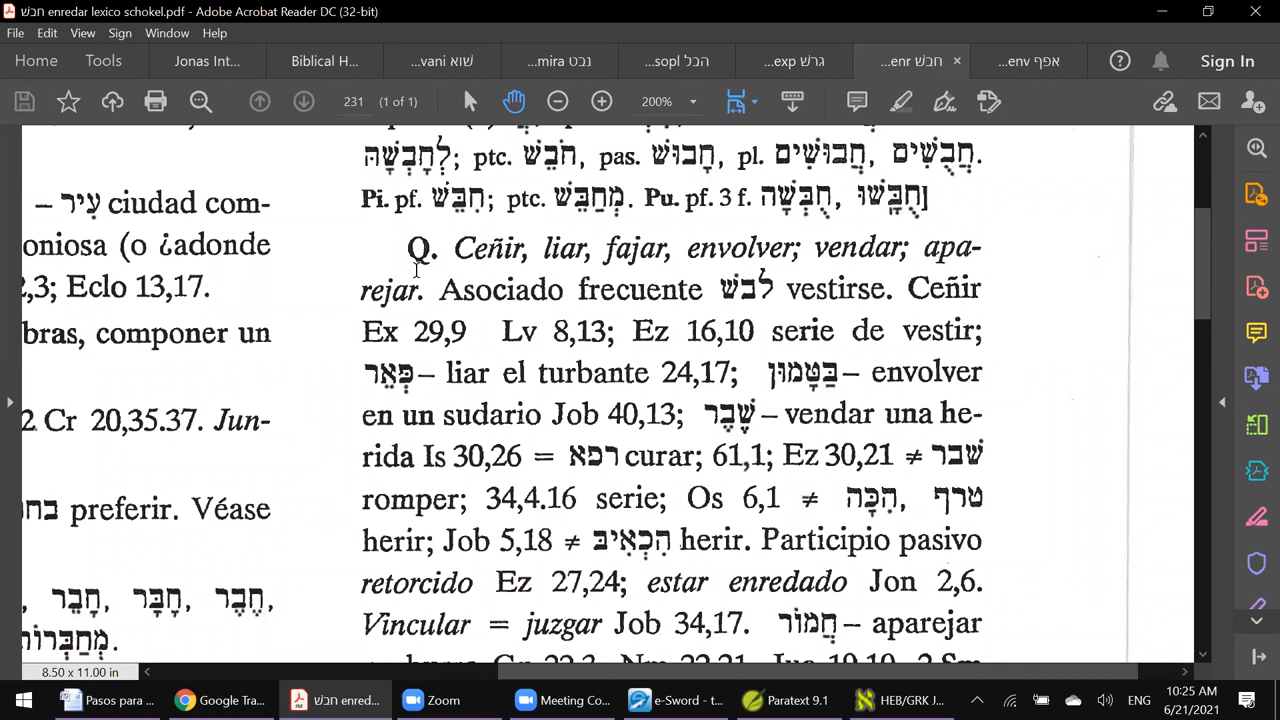 חבש enredar lexico schokel.pdf - Adobe Acrobat Reader DC (32-bit)
File Edit View Sign Window Help
Home Tools Jonas Int... Biblical H... ...vani שוא ...mira נבט ...sopl הבל ...exp גרש ...enr חבש × ...env אפף Sign In
231 (1 of 1) 200%
לְחָבְשָׁהּ; ptc. חֹבֵשׁ, pas. חָבוּשׁ, pl. חֲבוּשִׁים, חֲבֻשִׁים.
Pi. pf. חִבֵּשׁ; ptc. מְחַבֵּשׁ. Pu. pf. 3 f. חֻבְּשָׁה, חֻבָּשׁוּ]
– עִיר ciudad com-
oniosa (o ¿adonde
2,3; Eclo 13,17.
bras, componer un
2 Cr 20,35.37. Jun-
preferir. Véase
חֶבֶר, חָבָּר, חָבֵר,
מְחַבְּרוֹת.
Q. Ceñir, liar, fajar, envolver; vendar; apa-
rejar. Asociado frecuente לבשׁ vestirse. Ceñir
Ex 29,9 Lv 8,13; Ez 16,10 serie de vestir;
פְּאֵר– liar el turbante 24,17; בַּטָּמוּן– envolver
en un sudario Job 40,13; שֶׁבֶר – vendar una he-
rida Is 30,26 = רפא curar; 61,1; Ez 30,21 ≠ שׁבר
romper; 34,4.16 serie; Os 6,1 ≠ הִכָּה, טרף
herir; Job 5,18 ≠ הִכְאִיב herir. Participio pasivo
retorcido Ez 27,24; estar enredado Jon 2,6.
Vincular = juzgar Job 34,17. חֲמוֹר – aparejar
8.50 x 11.00 in
Pasos para ... Google Tra... חבש enred... Zoom Meeting Co... e-Sword - t... Paratext 9.1 HEB/GRK J... ENG 10:25 AM
6/21/2021